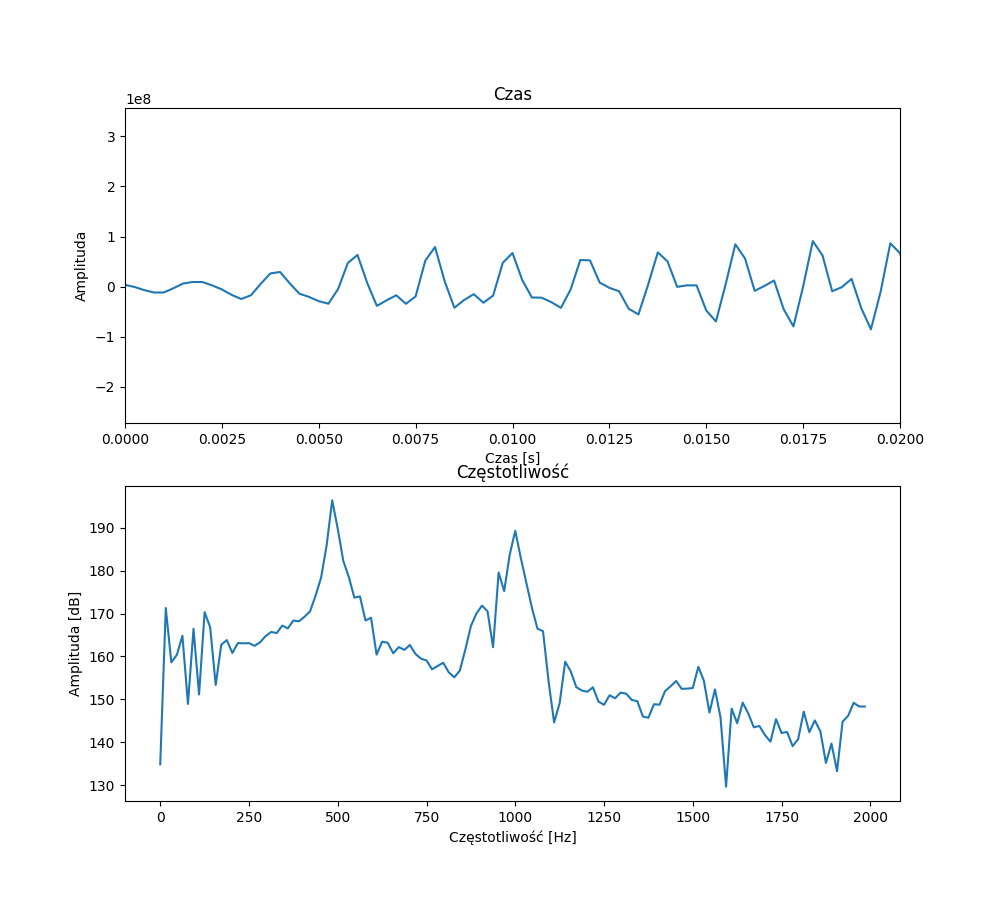 Czas
1e8
3
2
1
0
−1
−2
Amplituda
0.0000 0.0025 0.0050 0.0075 0.0100 0.0125 0.0150 0.0175 0.0200
Czas [s]
Częstotliwość
190
180
170
160
150
140
130
Amplituda [dB]
0 250 500 750 1000 1250 1500 1750 2000
Częstotliwość [Hz]